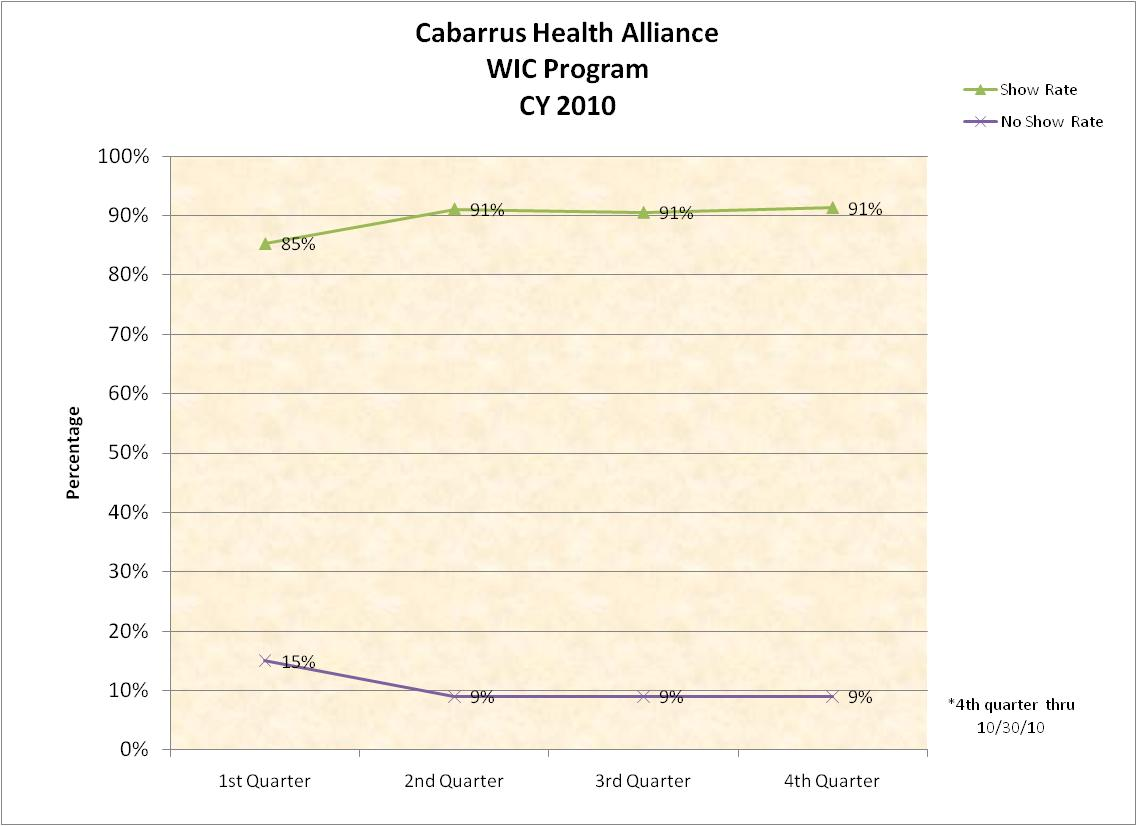 Cabarrus Health Alliance
WIC Program
CY 2010
Show Rate
No Show Rate
100%
90%
80%
70%
60%
50%
40%
30%
20%
10%
0%
Percentage
85%
91%
91%
91%
15%
9%
9%
9%
1st Quarter
2nd Quarter
3rd Quarter
4th Quarter
*4th quarter thru
10/30/10